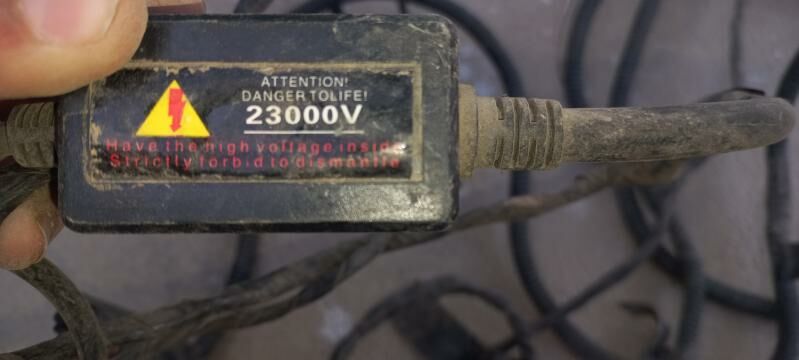 ATTENTION!
DANGER TOLIFE!
23000V
Have the high voltage inside
Strictly forbid to dismantle